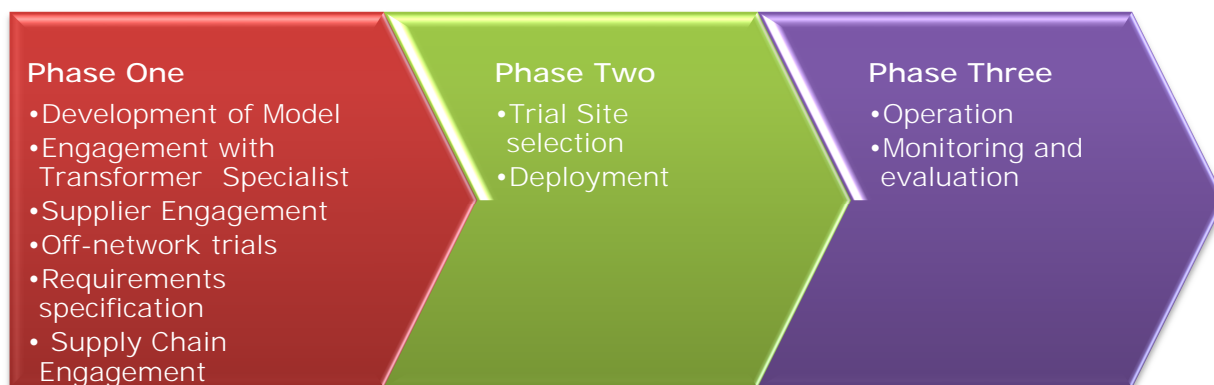 Phase One
•Development of Model
•Engagement with
Transformer Specialist
•Supplier Engagement
•Off-network trials
•Requirements
specification
• Supply Chain
Engagement
Phase Two
•Trial Site
selection
•Deployment
Phase Three
•Operation
•Monitoring and
evaluation